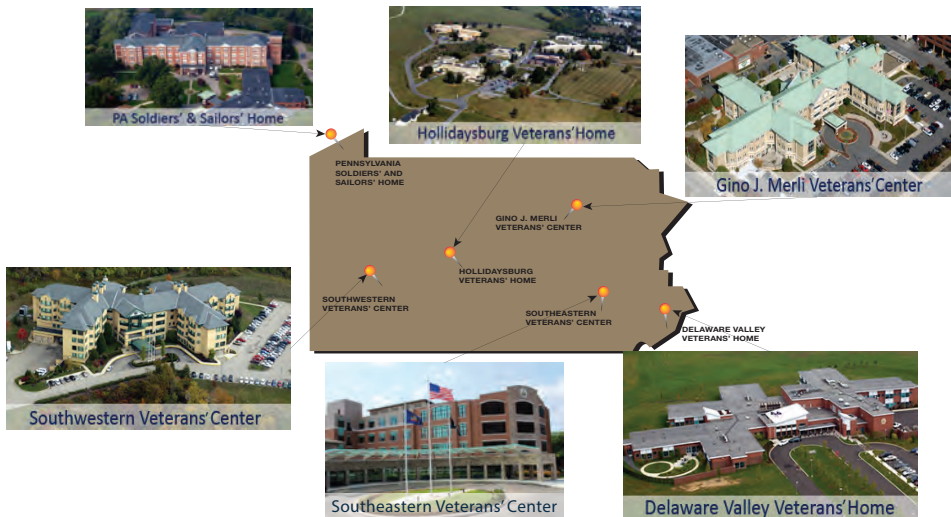 PA Soldiers' & Sailors' Home
Hollidaysburg Veterans' Home
Gino J. Merli Veterans' Center
PENNSYLVANIA
SOLDIERS' AND
SAILORS' HOME
GINO J. MERLI
VETERANS' CENTER
HOLLIDAYSBURG
VETERANS' HOME
SOUTHWESTERN
VETERANS' CENTER
SOUTHEASTERN
VETERANS' CENTER
DELAWARE VALLEY
VETERANS' HOME
Southwestern Veterans' Center
Southeastern Veterans' Center
Delaware Valley Veterans' Home